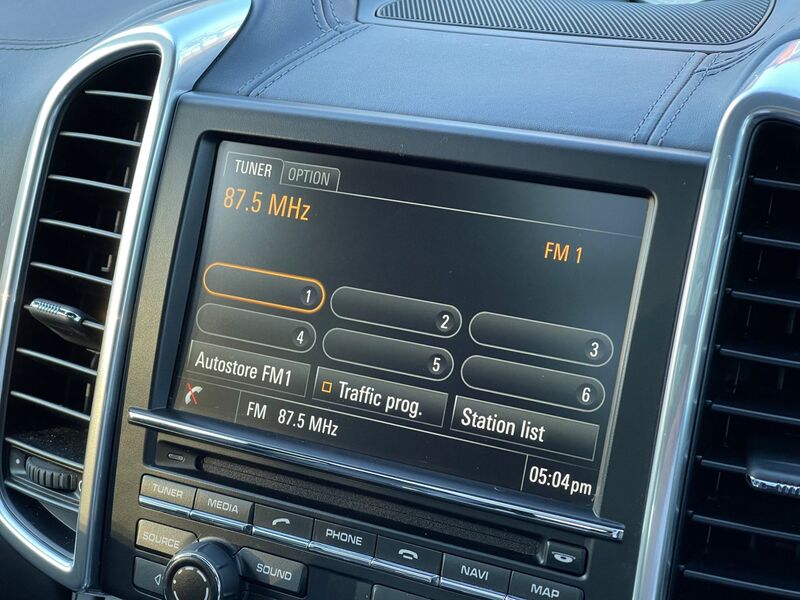 TUNER OPTION
87.5 MHz
FM 1
1 2 3
4 5 6
Autostore FM1 Traffic prog. Station list
FM 87.5 MHz
05:04pm
TUNER MEDIA PHONE NAVI MAP
SOURCE SOUND